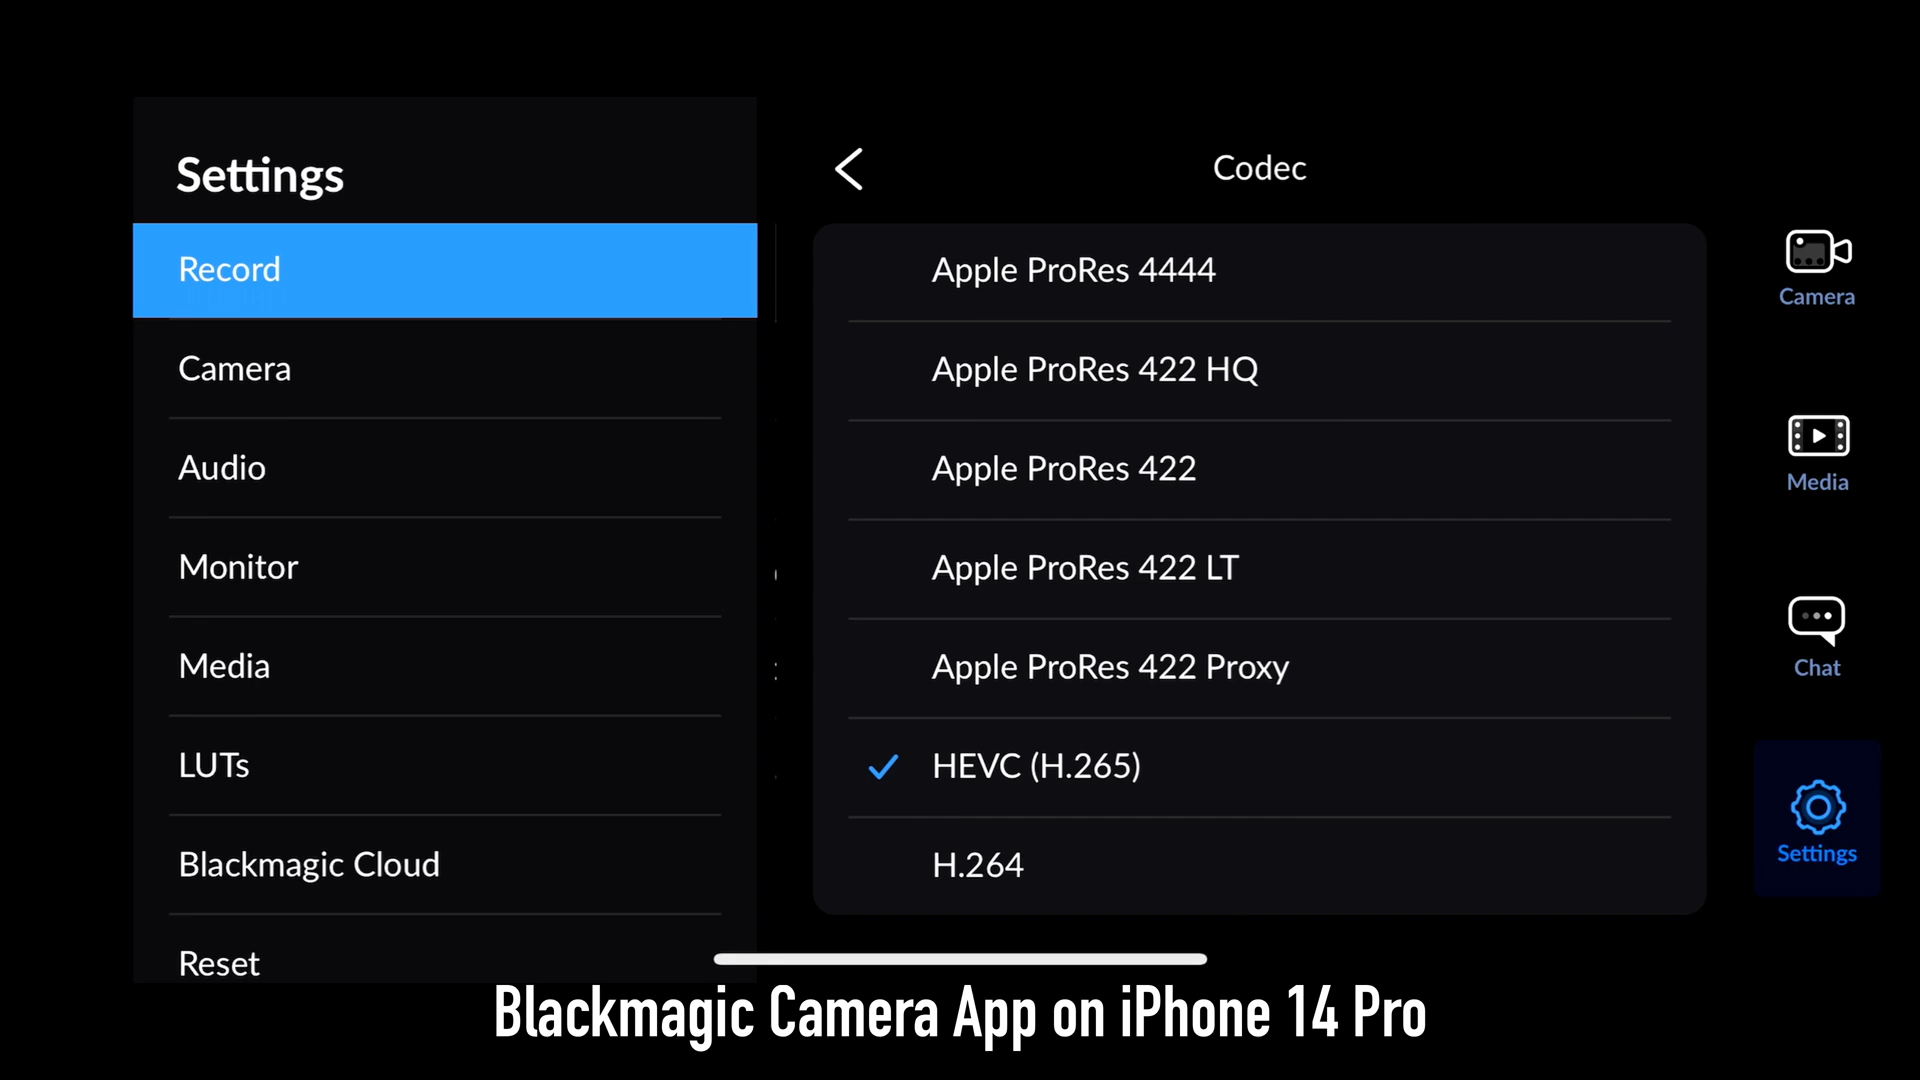 Settings
Record
Camera
Audio
Monitor
Media
LUTs
Blackmagic Cloud
Reset
Codec
Apple ProRes 4444
Apple ProRes 422 HQ
Apple ProRes 422
Apple ProRes 422 LT
Apple ProRes 422 Proxy
HEVC (H.265)
H.264
Camera
Media
Chat
Settings
Blackmagic Camera App on iPhone 14 Pro